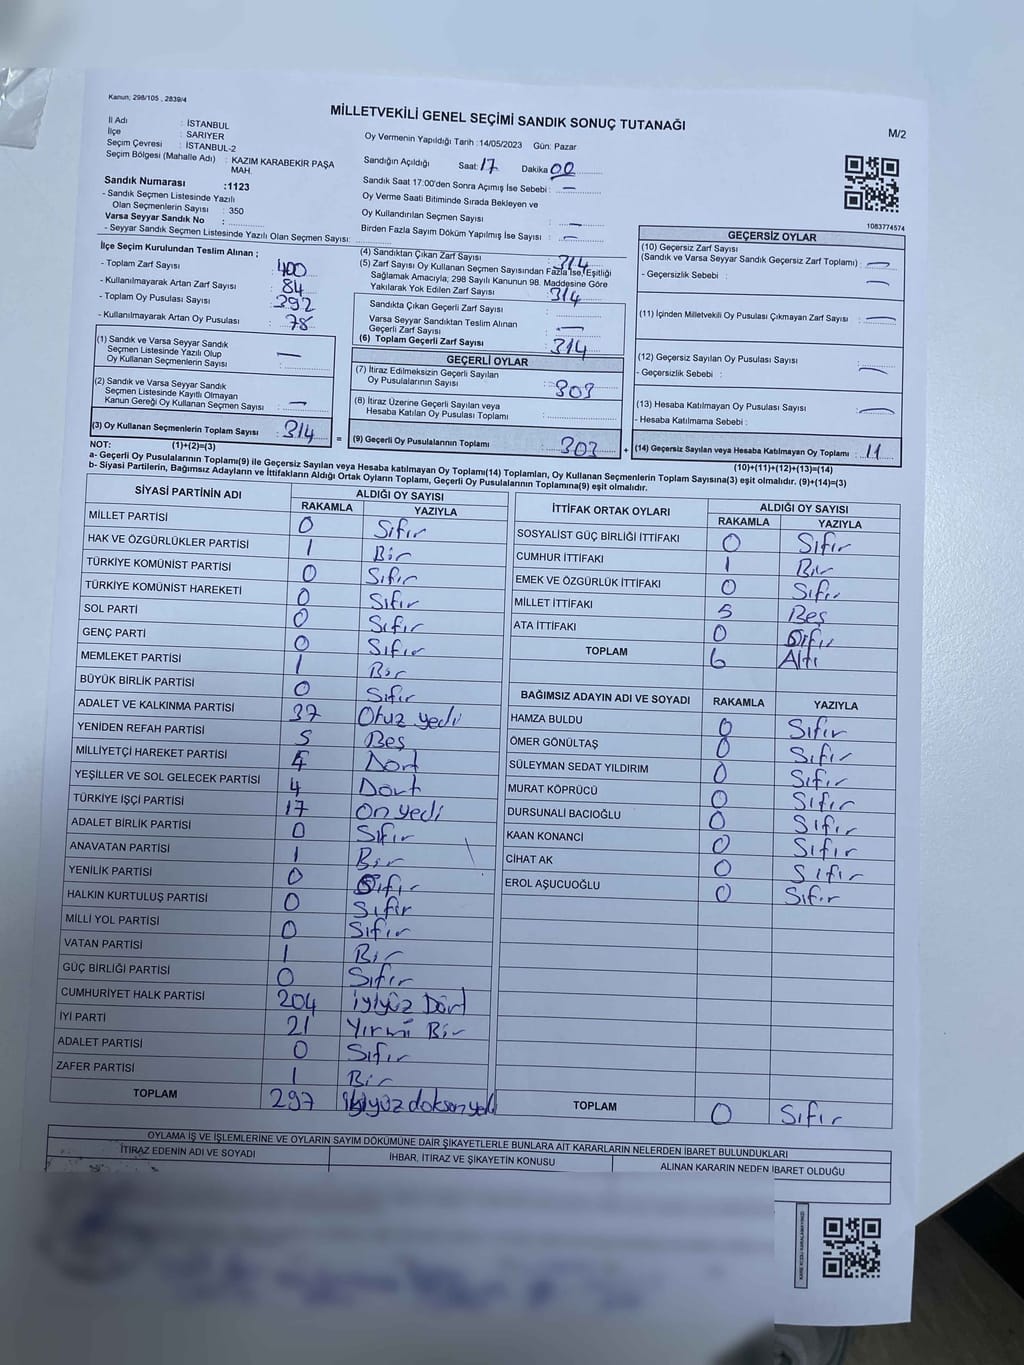 Kanun; 298/105 , 2839/4
MİLLETVEKİLİ GENEL SEÇİMİ SANDIK SONUÇ TUTANAĞI
M/2
İl Adı : İSTANBUL
İlçe : SARIYER
Seçim Çevresi : İSTANBUL-2
Seçim Bölgesi (Mahalle Adı) : KAZIM KARABEKİR PAŞA MAH.
Sandık Numarası :1123
- Sandık Seçmen Listesinde Yazılı
Olan Seçmenlerin Sayısı : 350
Varsa Seyyar Sandık No :
- Seyyar Sandık Seçmen Listesinde Yazılı Olan Seçmen Sayısı:
Oy Vermenin Yapıldığı Tarih :14/05/2023 Gün: Pazar
Sandığın Açıldığı Saat: 17 Dakika 00
Sandık Saat 17:00'den Sonra Açımış İse Sebebi : —
Oy Verme Saati Bitiminde Sırada Bekleyen ve
Oy Kullandırılan Seçmen Sayısı —
Birden Fazla Sayım Döküm Yapılmış İse Sayısı : —
1083774574
İlçe Seçim Kurulundan Teslim Alınan ;
- Toplam Zarf Sayısı : 400
- Kullanılmayarak Artan Zarf Sayısı : 84
- Toplam Oy Pusulası Sayısı : 392
- Kullanılmayarak Artan Oy Pusulası : 78
(1) Sandık ve Varsa Seyyar Sandık
Seçmen Listesinde Yazılı Olup
Oy Kullanan Seçmenlerin Sayısı : —
(2) Sandık ve Varsa Seyyar Sandık
Seçmen Listesinde Kayıtlı Olmayan
Kanun Gereği Oy Kullanan Seçmen Sayısı : —
(3) Oy Kullanan Seçmenlerin Toplam Sayısı : 314 =
(1)+(2)=(3)
(4) Sandıktan Çıkan Zarf Sayısı : 314
(5) Zarf Sayısı Oy Kullanan Seçmen Sayısından Fazla İse, Eşitliği
Sağlamak Amacıyla; 298 Sayılı Kanunun 98. Maddesine Göre
Yakılarak Yok Edilen Zarf Sayısı : 314
Sandıkta Çıkan Geçerli Zarf Sayısı :
Varsa Seyyar Sandıktan Teslim Alınan
Geçerli Zarf Sayısı : —
(6) Toplam Geçerli Zarf Sayısı : 314
GEÇERLİ OYLAR
(7) İtiraz Edilmeksizin Geçerli Sayılan
Oy Pusulalarının Sayısı : 303
(8) İtiraz Üzerine Geçerli Sayılan veya
Hesaba Katılan Oy Pusulası Toplamı :
(9) Geçerli Oy Pusulalarının Toplamı : 303 +
GEÇERSİZ OYLAR
(10) Geçersiz Zarf Sayısı
(Sandık ve Varsa Seyyar Sandık Geçersiz Zarf Toplamı) : —
- Geçersizlik Sebebi : —
(11) İçinden Milletvekili Oy Pusulası Çıkmayan Zarf Sayısı : —
(12) Geçersiz Sayılan Oy Pusulası Sayısı : —
- Geçersizlik Sebebi :
(13) Hesaba Katılmayan Oy Pusulası Sayısı : —
- Hesaba Katılmama Sebebi :
(14) Geçersiz Sayılan veya Hesaba Katılmayan Oy Toplamı : 11
(10)+(11)+(12)+(13)=(14)
NOT:
a- Geçerli Oy Pusulalarının Toplamı(9) ile Geçersiz Sayılan veya Hesaba katılmayan Oy Toplamı(14) Toplamları, Oy Kullanan Seçmenlerin Toplam Sayısına(3) eşit olmalıdır. (9)+(14)=(3)
b- Siyasi Partilerin, Bağımsız Adayların ve İttifakların Aldığı Ortak Oyların Toplamı, Geçerli Oy Pusulalarının Toplamına(9) eşit olmalıdır.
SİYASİ PARTİNİN ADI ALDIĞI OY SAYISI
RAKAMLA YAZIYLA
MİLLET PARTİSİ 0 Sıfır
HAK VE ÖZGÜRLÜKLER PARTİSİ 1 Bir
TÜRKİYE KOMÜNİST PARTİSİ 0 Sıfır
TÜRKİYE KOMÜNİST HAREKETİ 0 Sıfır
SOL PARTİ 0 Sıfır
GENÇ PARTİ 0 Sıfır
MEMLEKET PARTİSİ 1 Bir
BÜYÜK BİRLİK PARTİSİ 0 Sıfır
ADALET VE KALKINMA PARTİSİ 37 Otuz yedi
YENİDEN REFAH PARTİSİ 5 Beş
MİLLİYETÇİ HAREKET PARTİSİ 4 Dört
YEŞİLLER VE SOL GELECEK PARTİSİ 4 Dört
TÜRKİYE İŞÇİ PARTİSİ 17 On yedi
ADALET BİRLİK PARTİSİ 0 Sıfır
ANAVATAN PARTİSİ 1 Bir
YENİLİK PARTİSİ 0 Sıfır
HALKIN KURTULUŞ PARTİSİ 0 Sıfır
MİLLİ YOL PARTİSİ 0 Sıfır
VATAN PARTİSİ 1 Bir
GÜÇ BİRLİĞİ PARTİSİ 0 Sıfır
CUMHURİYET HALK PARTİSİ 204 İyiyüz Dört
İYİ PARTİ 21 Yirmi Bir
ADALET PARTİSİ 0 Sıfır
ZAFER PARTİSİ 1 Bir
TOPLAM 297 İkiyüz doksan yedi
İTTİFAK ORTAK OYLARI ALDIĞI OY SAYISI
RAKAMLA YAZIYLA
SOSYALİST GÜÇ BİRLİĞİ İTTİFAKI 0 Sıfır
CUMHUR İTTİFAKI 1 Bir
EMEK VE ÖZGÜRLÜK İTTİFAKI 0 Sıfır
MİLLET İTTİFAKI 5 Beş
ATA İTTİFAKI 0 Sıfır
TOPLAM 6 Altı
BAĞIMSIZ ADAYIN ADI VE SOYADI RAKAMLA YAZIYLA
HAMZA BULDU 0 Sıfır
ÖMER GÖNÜLTAŞ 0 Sıfır
SÜLEYMAN SEDAT YILDIRIM 0 Sıfır
MURAT KÖPRÜCÜ 0 Sıfır
DURSUNALİ BACIOĞLU 0 Sıfır
KAAN KONANCİ 0 Sıfır
CİHAT AK 0 Sıfır
EROL AŞUCUOĞLU 0 Sıfır
TOPLAM 0 Sıfır
OYLAMA İŞ VE İŞLEMLERİNE VE OYLARIN SAYIM DÖKÜMÜNE DAİR ŞİKAYETLERLE BUNLARA AİT KARARLARIN NELERDEN İBARET BULUNDUKLARI
İTİRAZ EDENİN ADI VE SOYADI İHBAR, İTİRAZ VE ŞİKAYETİN KONUSU ALINAN KARARIN NEDEN İBARET OLDUĞU